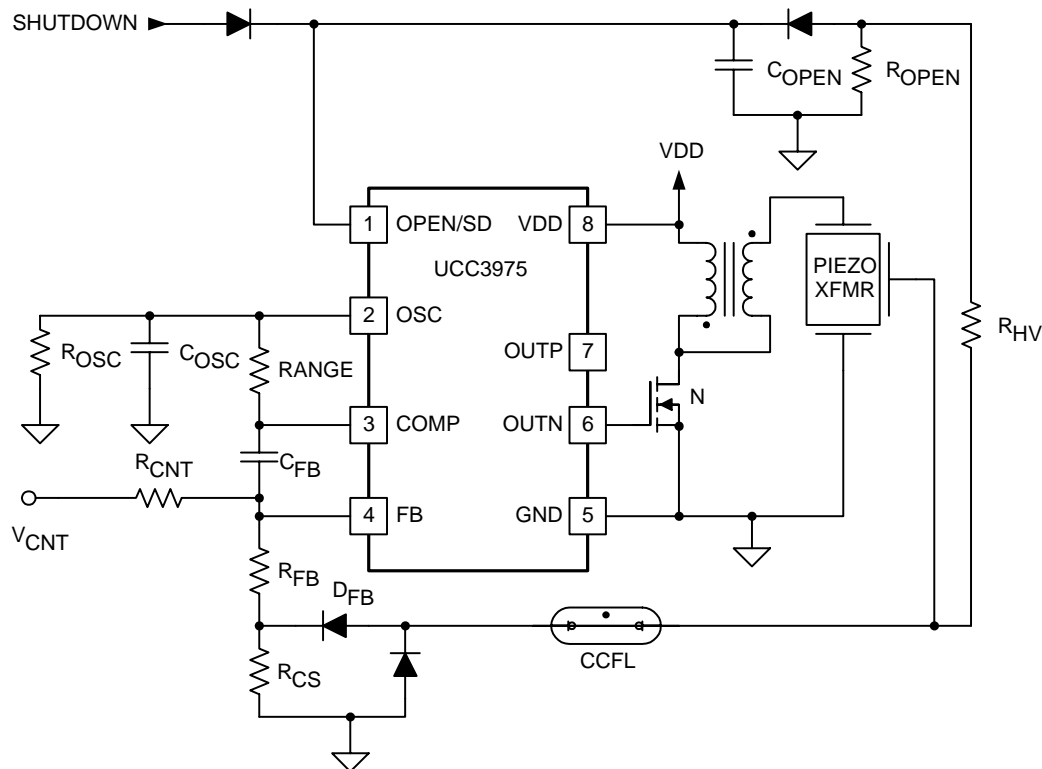 SHUTDOWN
COPEN
ROPEN
VDD
1
OPEN/SD
VDD
8
UCC3975
PIEZO
XFMR
2
OSC
RHV
ROSC
COSC
RANGE
OUTP
7
N
3
COMP
OUTN
6
RCNT
CFB
4
FB
GND
5
VCNT
RFB
DFB
RCS
CCFL